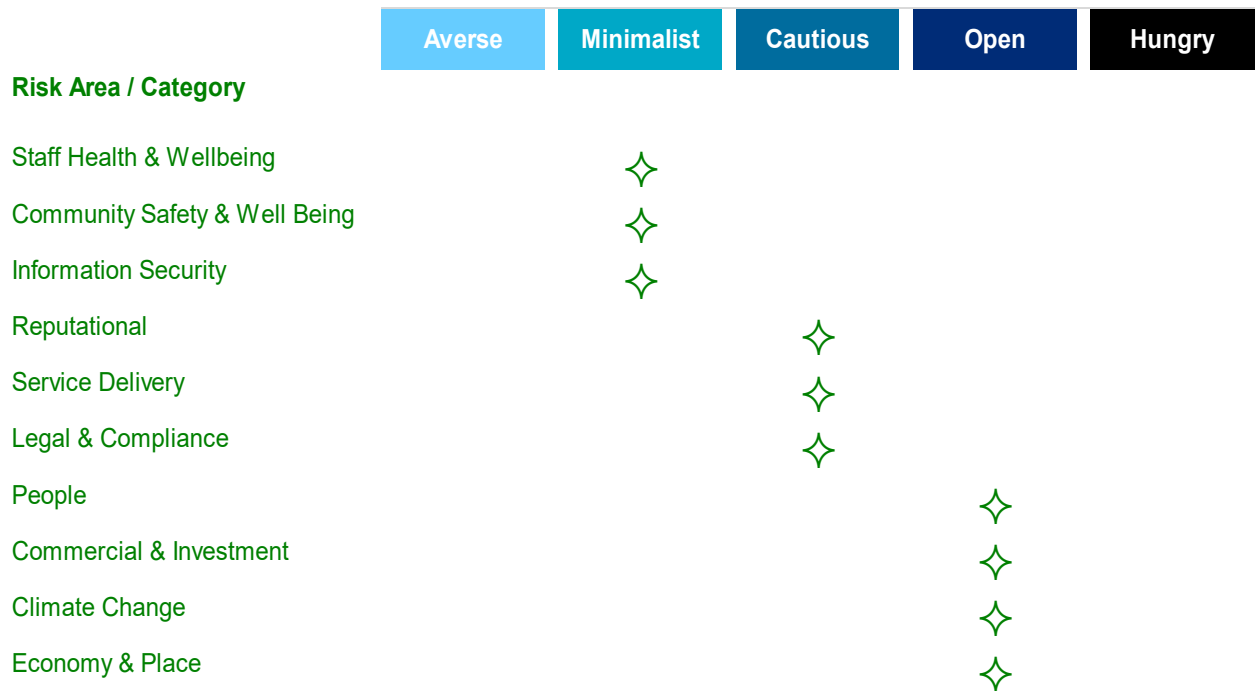 Averse Minimalist Cautious Open Hungry
Risk Area / Category
Staff Health & Wellbeing
Community Safety & Well Being
Information Security
Reputational
Service Delivery
Legal & Compliance
People
Commercial & Investment
Climate Change
Economy & Place